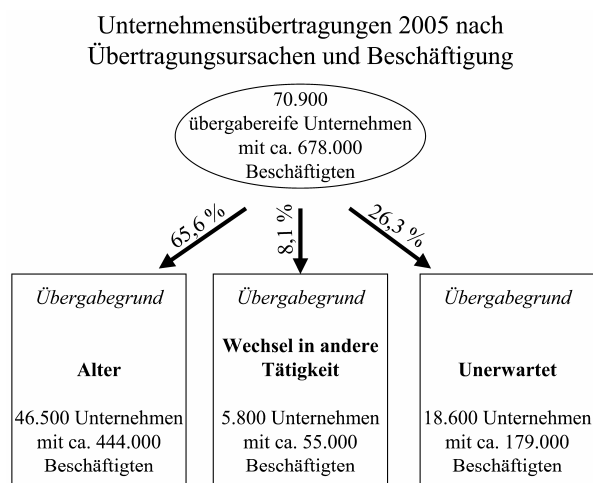 Unternehmensübertragungen 2005 nach
Übertragungsursachen und Beschäftigung
70.900
übergabereife Unternehmen
mit ca. 678.000
Beschäftigten
65,6 %
8,1 %
26,3 %
Übergabegrund
Alter
46.500 Unternehmen
mit ca. 444.000
Beschäftigten
Übergabegrund
Wechsel in andere
Tätigkeit
5.800 Unternehmen
mit ca. 55.000
Beschäftigten
Übergabegrund
Unerwartet
18.600 Unternehmen
mit ca. 179.000
Beschäftigten